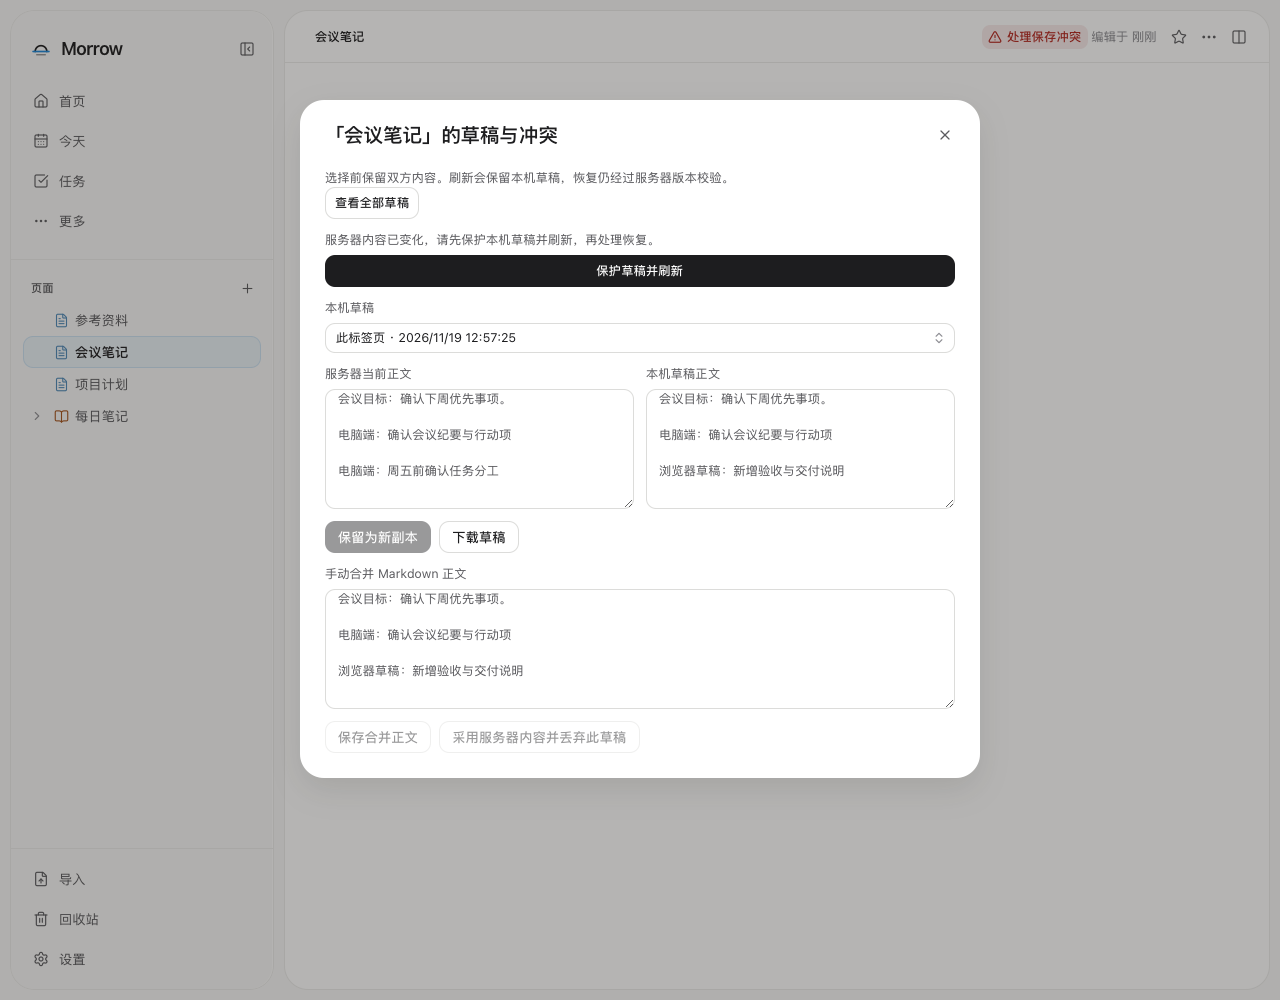 Morrow
首页
今天
任务
更多
页面
参考资料
会议笔记
项目计划
每日笔记
导入
回收站
设置
会议笔记
处理保存冲突 编辑于 刚刚
「会议笔记」的草稿与冲突
选择前保留双方内容。刷新会保留本机草稿，恢复仍经过服务器版本校验。
查看全部草稿
服务器内容已变化，请先保护本机草稿并刷新，再处理恢复。
保护草稿并刷新
本机草稿
此标签页 · 2026/11/19 12:57:25
服务器当前正文
会议目标：确认下周优先事项。
电脑端：确认会议纪要与行动项
电脑端：周五前确认任务分工
本机草稿正文
会议目标：确认下周优先事项。
电脑端：确认会议纪要与行动项
浏览器草稿：新增验收与交付说明
保留为新副本 下载草稿
手动合并 Markdown 正文
会议目标：确认下周优先事项。
电脑端：确认会议纪要与行动项
浏览器草稿：新增验收与交付说明
保存合并正文 采用服务器内容并丢弃此草稿